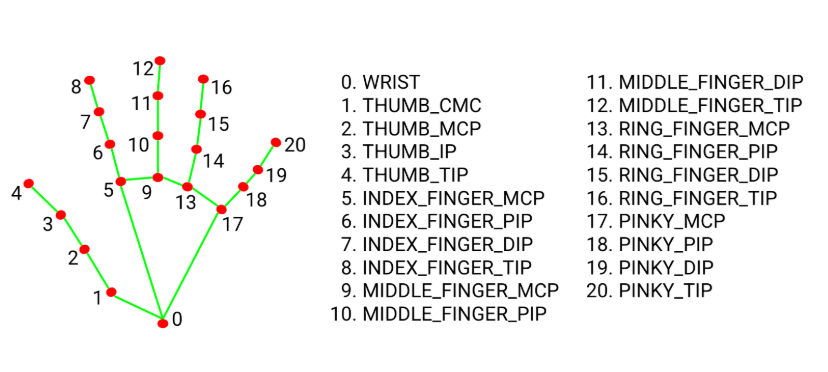 12
8
16
11
7
15
6
10
14
20
5
9
13
19
18
4
17
3
2
1
0
0. WRIST
1. THUMB_CMC
2. THUMB_MCP
3. THUMB_IP
4. THUMB_TIP
5. INDEX_FINGER_MCP
6. INDEX_FINGER_PIP
7. INDEX_FINGER_DIP
8. INDEX_FINGER_TIP
9. MIDDLE_FINGER_MCP
10. MIDDLE_FINGER_PIP
11. MIDDLE_FINGER_DIP
12. MIDDLE_FINGER_TIP
13. RING_FINGER_MCP
14. RING_FINGER_PIP
15. RING_FINGER_DIP
16. RING_FINGER_TIP
17. PINKY_MCP
18. PINKY_PIP
19. PINKY_DIP
20. PINKY_TIP